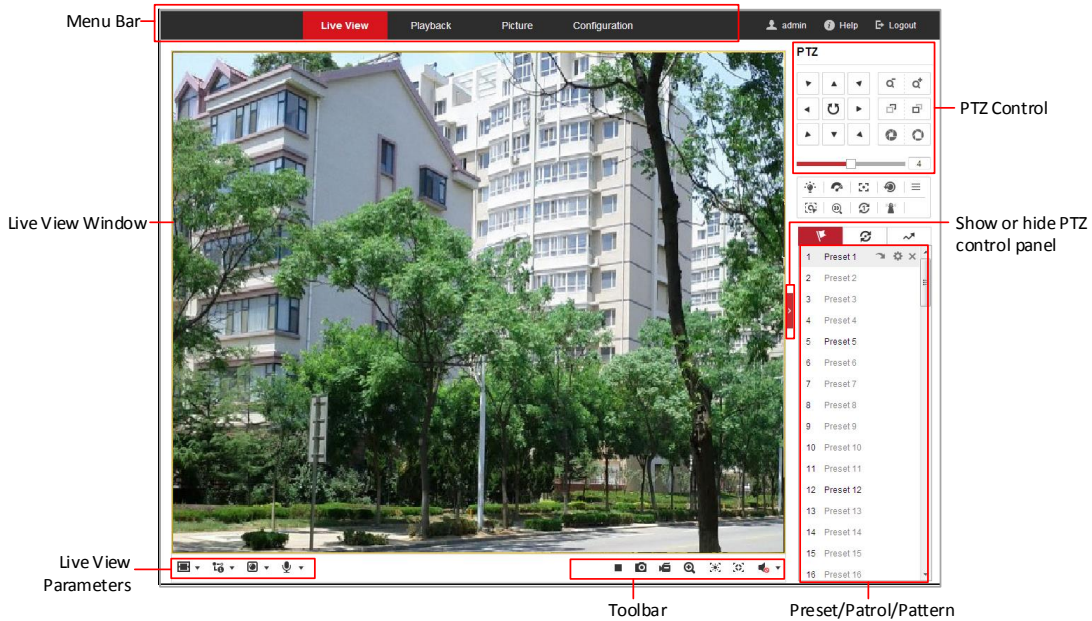 Menu Bar
Live View Playback Picture Configuration admin Help Logout
PTZ
PTZ Control
4
Live View Window
Show or hide PTZ
control panel
1 Preset 1
2 Preset 2
3 Preset 3
4 Preset 4
5 Preset 5
6 Preset 6
7 Preset 7
8 Preset 8
9 Preset 9
10 Preset 10
11 Preset 11
12 Preset 12
13 Preset 13
14 Preset 14
15 Preset 15
16 Preset 16
Live View
Parameters
Toolbar
Preset/Patrol/Pattern